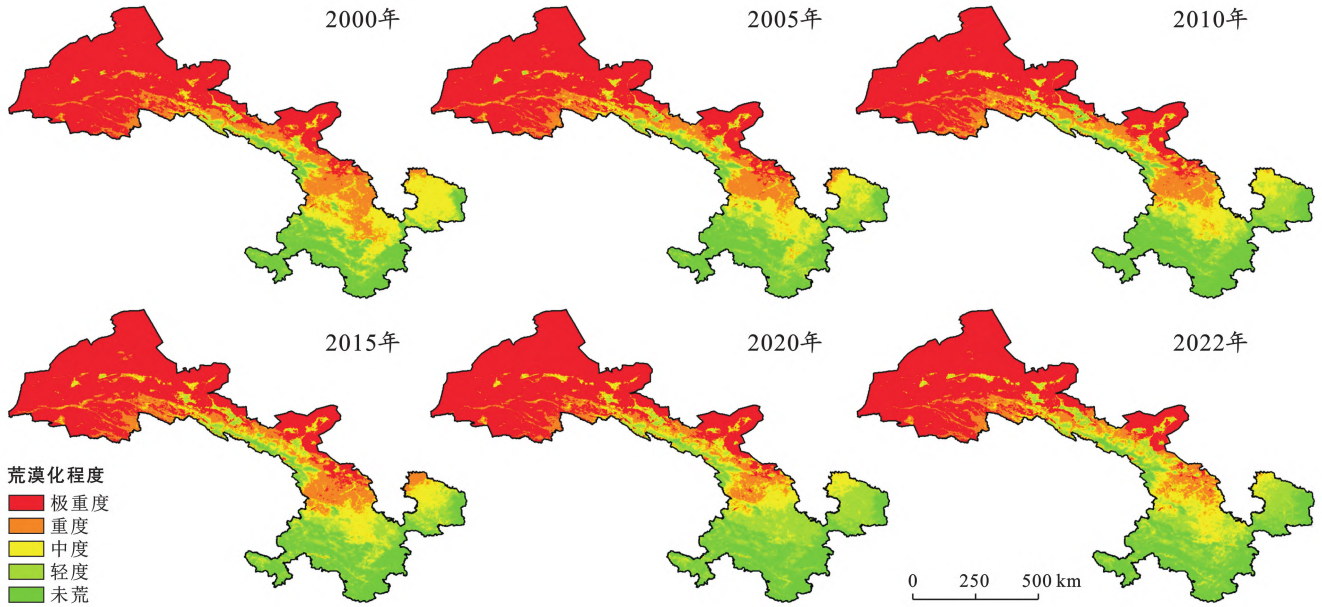 2000年
2005年
2010年
2015年
2020年
2022年
荒漠化程度
极重度
重度
中度
轻度
未荒
0 250 500 km